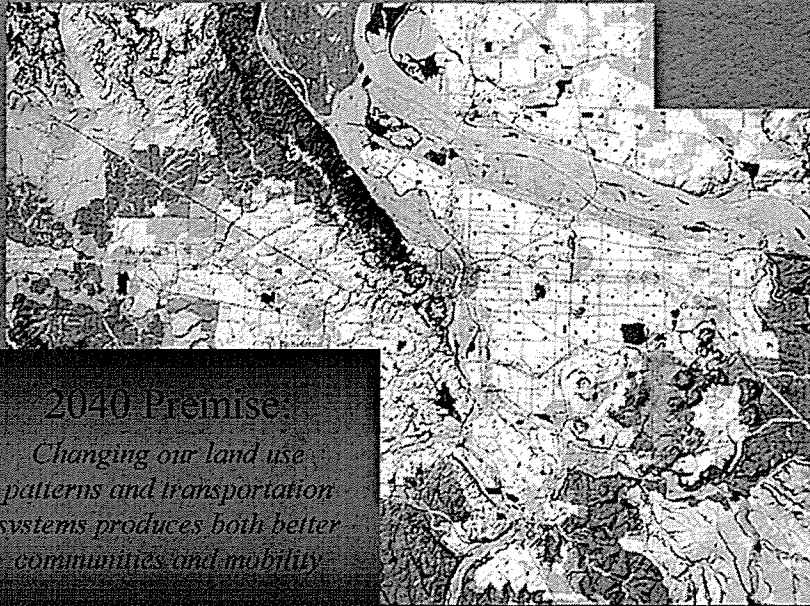 2040 Premise:
Changing our land use
patterns and transportation
systems produces both better
communities and mobility